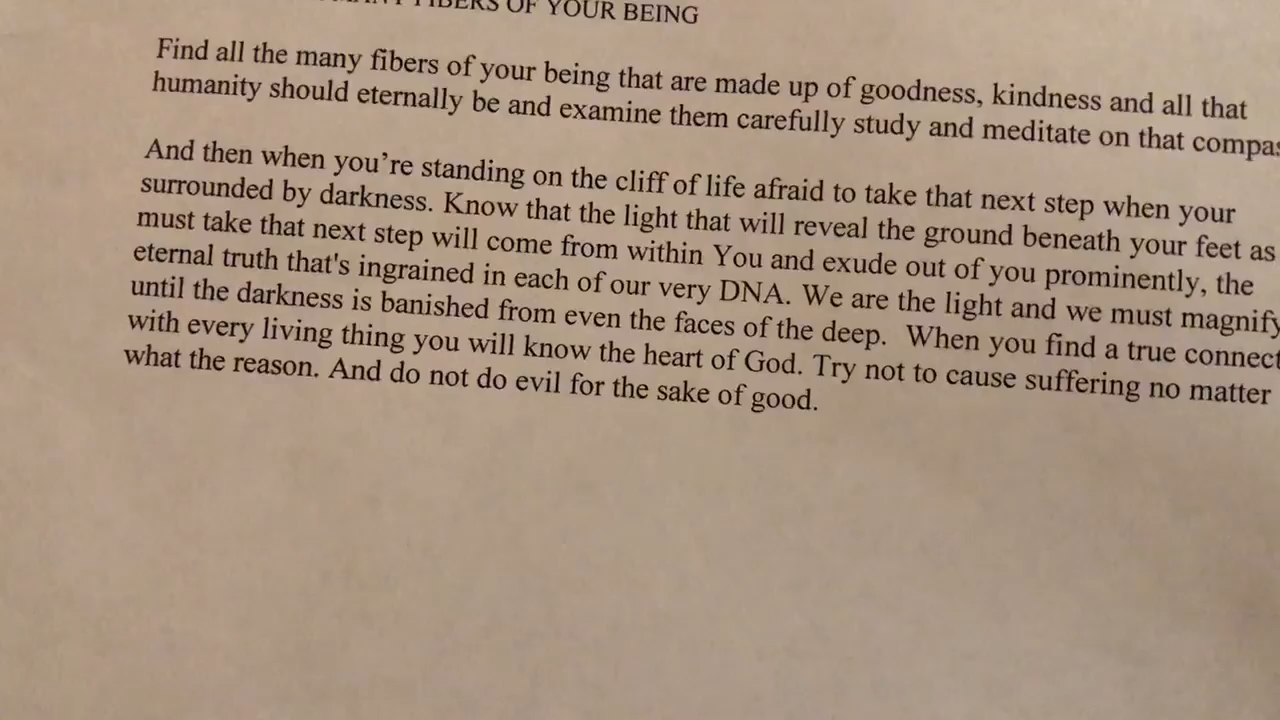 FIBERS OF YOUR BEING
Find all the many fibers of your being that are made up of goodness, kindness and all that
humanity should eternally be and examine them carefully study and meditate on that
And then when you’re standing on the cliff of life afraid to take that next step when your
surrounded by darkness. Know that the light that will reveal the ground beneath your feet as
must take that next step will come from within You and exude out of you prominently, the
eternal truth that's ingrained in each of our very DNA. We are the light and we must magnify
until the darkness is banished from even the faces of the deep.  When you find a true
with every living thing you will know the heart of God. Try not to cause suffering no matter
what the reason. And do not do evil for the sake of good.